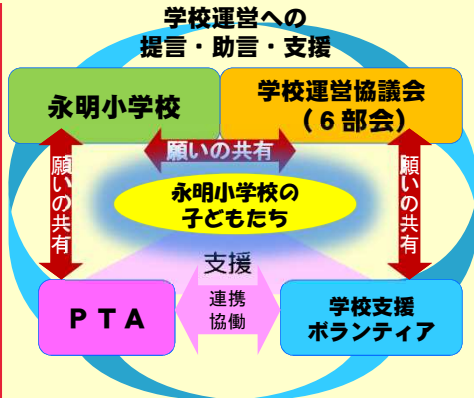 学校運営への
提言・助言・支援
永明小学校
学校運営協議会
（６部会）
願いの共有
願いの共有
願いの共有
永明小学校の
子どもたち
支援
連携
協働
ＰＴＡ
学校支援
ボランティア